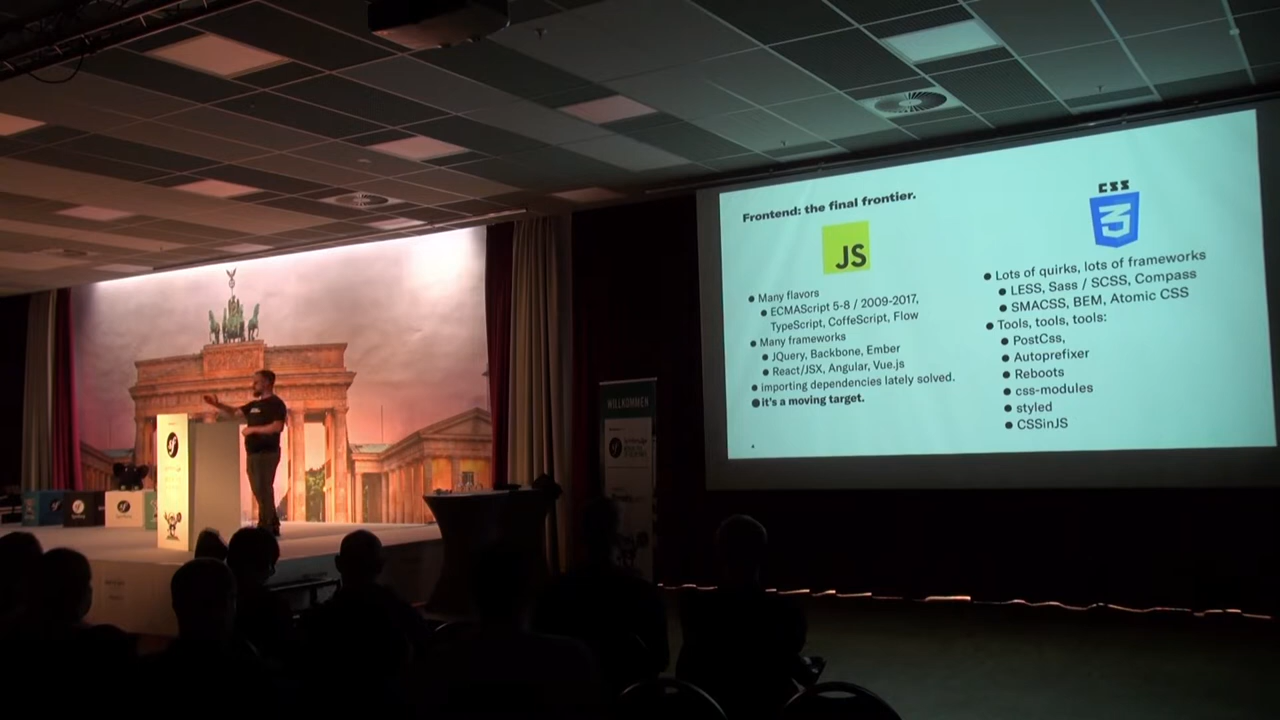 Frontend: the final frontier.
JS
Many flavors
ECMAScript 5-8 / 2009-2017,
TypeScript, CoffeScript, Flow
Many frameworks
JQuery, Backbone, Ember
React/JSX, Angular, Vue.js
importing dependencies lately solved.
it's a moving target.
CSS
3
Lots of quirks, lots of frameworks
LESS, Sass / SCSS, Compass
SMACSS, BEM, Atomic CSS
Tools, tools, tools:
PostCss,
Autoprefixer
Reboots
css-modules
styled
CSSinJS
WILLKOMMEN
sf